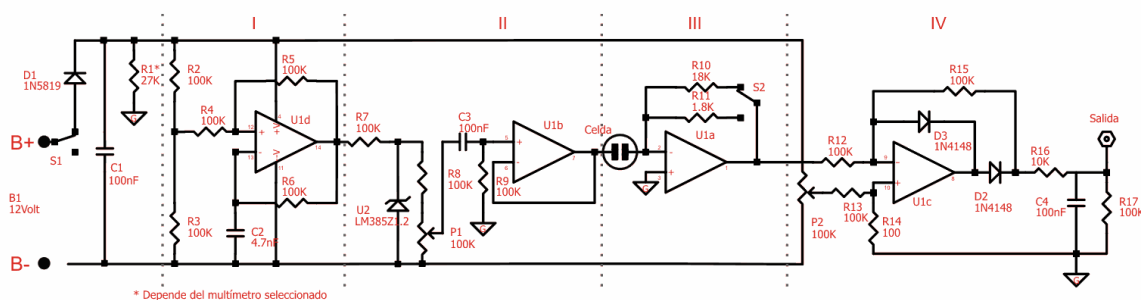 I
II
III
IV
D1
1N5819
R1*
27K
R2
100K
R5
100K
R4
100K
U1d
R7
100K
C3
100nF
U1b
Celda
R10
18K
R11
1.8K
S2
U1a
R15
100K
R12
100K
D3
1N4148
Salida
R16
10K
B+
S1
C1
100nF
B1
12Volt
R3
100K
C2
4.7nF
R6
100K
U2
LM385Z1.2
R8
100K
P1
100K
R9
100K
R8
100K
P2
100K
R13
100K
R14
100
U1c
D2
1N4148
C4
100nF
R17
100K
B-
* Depende del multímetro seleccionado